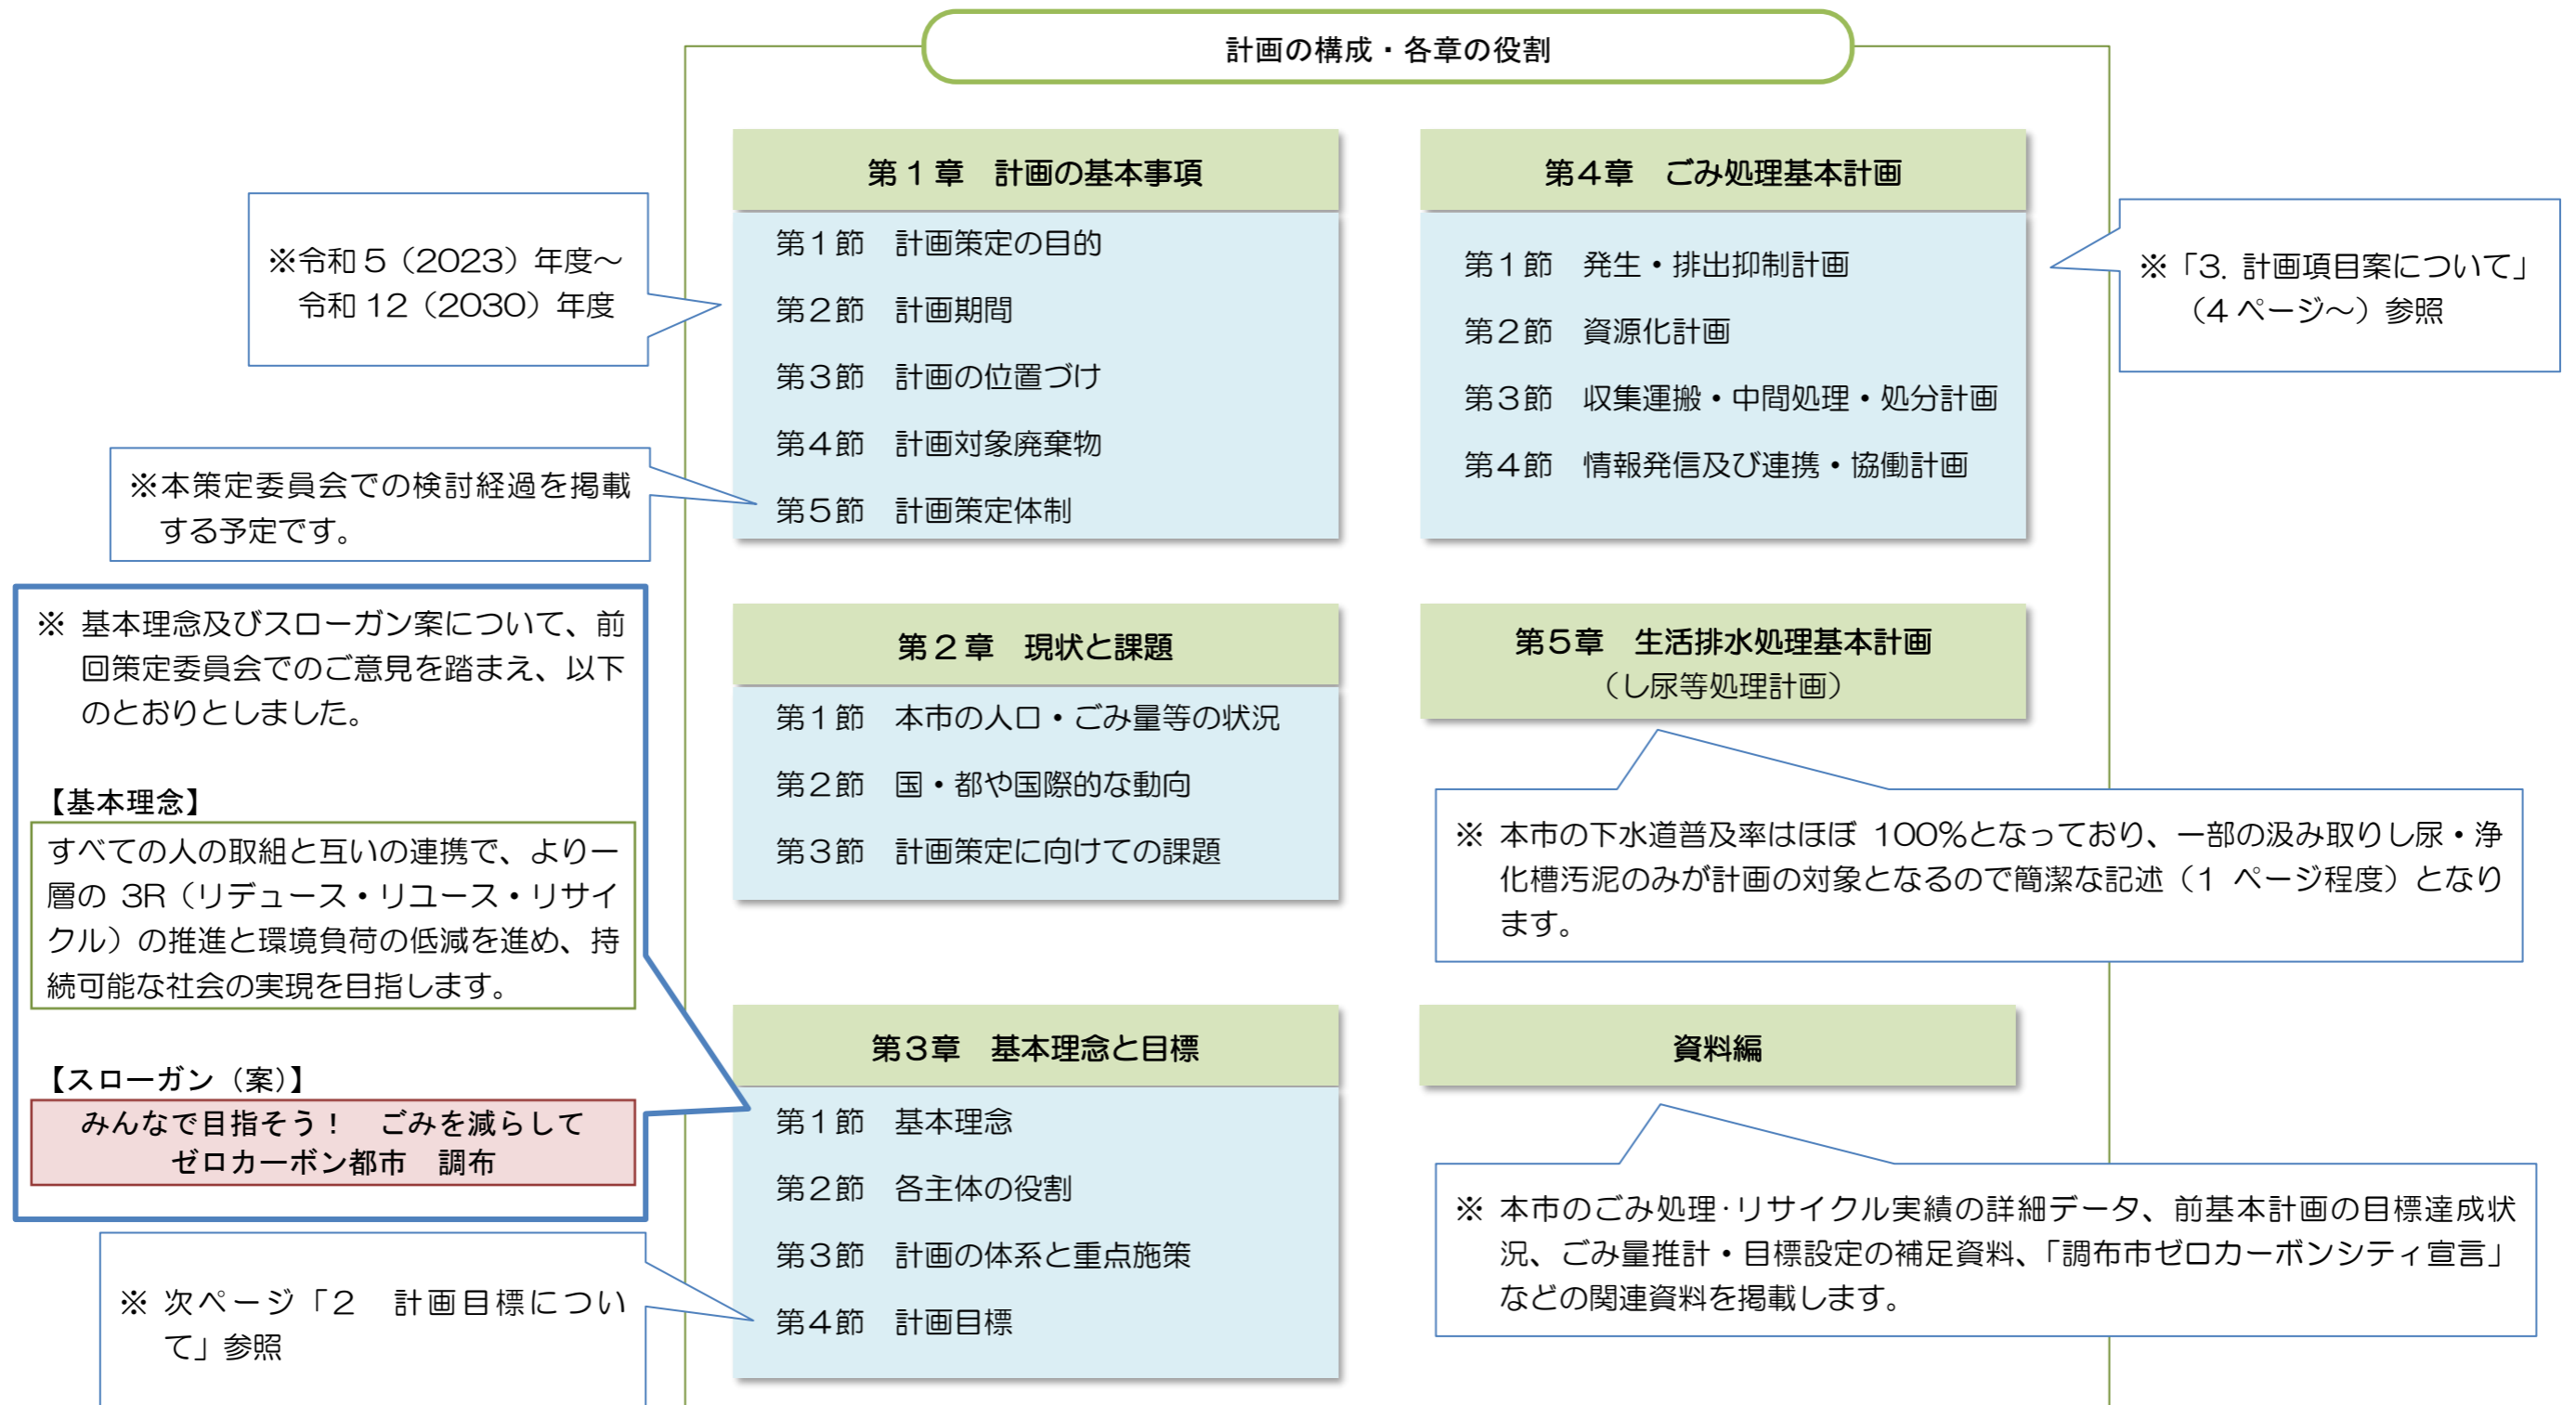 計画の構成・各章の役割
第1章　計画の基本事項
第1節　計画策定の目的
第2節　計画期間
第3節　計画の位置づけ
第4節　計画対象廃棄物
第5節　計画策定体制
※令和5（2023）年度～
令和12（2030）年度
※本策定委員会での検討経過を掲載
する予定です。
第2章　現状と課題
第1節　本市の人口・ごみ量等の状況
第2節　国・都や国際的な動向
第3節　計画策定に向けての課題
※ 基本理念及びスローガン案について、前
回策定委員会でのご意見を踏まえ、以下
のとおりとしました。
【基本理念】
すべての人の取組と互いの連携で、より一
層の 3R（リデュース・リユース・リサイ
クル）の推進と環境負荷の低減を進め、持
続可能な社会の実現を目指します。
【スローガン（案）】
みんなで目指そう！　ごみを減らして
ゼロカーボン都市　調布
第3章　基本理念と目標
第1節　基本理念
第2節　各主体の役割
第3節　計画の体系と重点施策
第4節　計画目標
※ 次ページ「2　計画目標につい
て」参照
第4章　ごみ処理基本計画
第1節　発生・排出抑制計画
第2節　資源化計画
第3節　収集運搬・中間処理・処分計画
第4節　情報発信及び連携・協働計画
※「3. 計画項目案について」
（4 ページ～）参照
第5章　生活排水処理基本計画
（し尿等処理計画）
※ 本市の下水道普及率はほぼ 100%となっており、一部の汲み取りし尿・浄
化槽汚泥のみが計画の対象となるので簡潔な記述（1 ページ程度）となり
ます。
資料編
※ 本市のごみ処理・リサイクル実績の詳細データ、前基本計画の目標達成状
況、ごみ量推計・目標設定の補足資料、「調布市ゼロカーボンシティ宣言」
などの関連資料を掲載します。